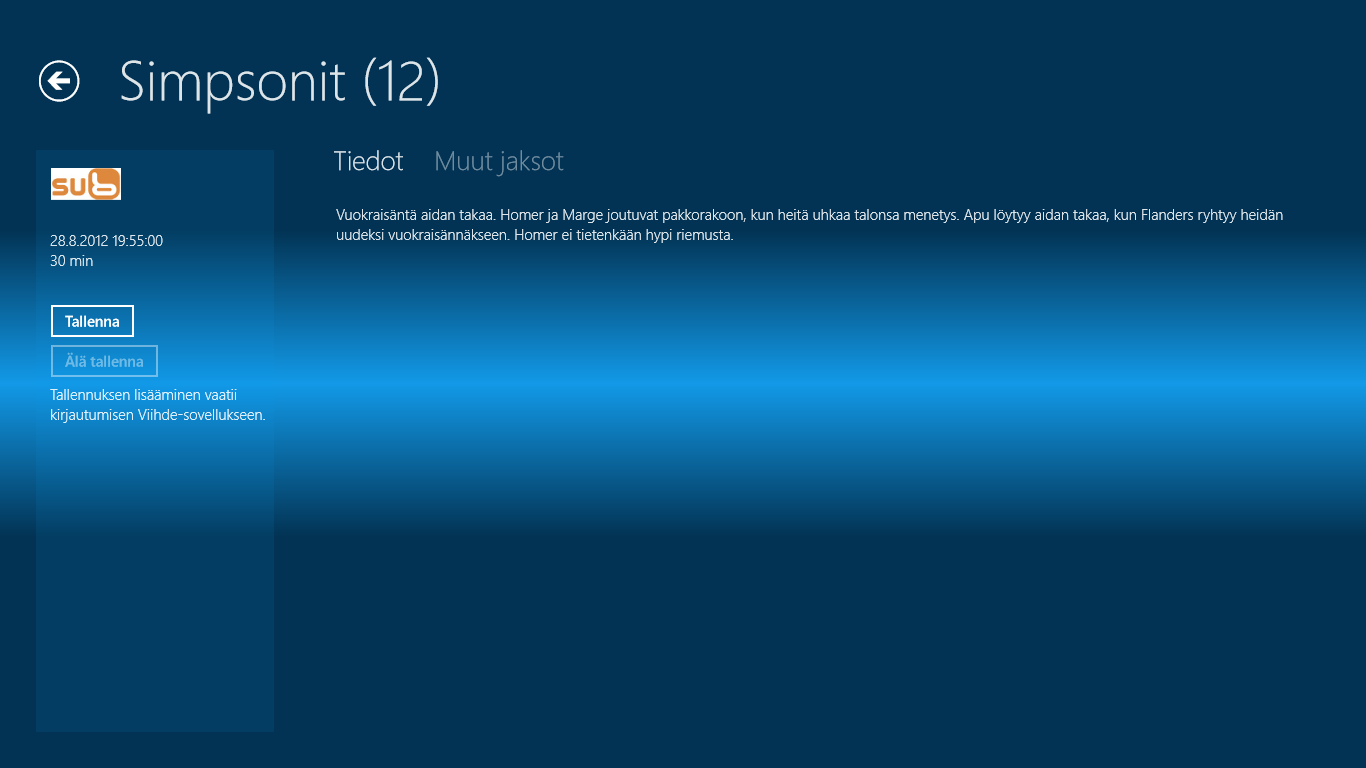 Simpsonit (12)
sub
28.8.2012 19:55:00
30 min
Tallenna
Älä tallenna
Tallennuksen lisääminen vaatii
kirjautumisen Viihde-sovellukseen.
Tiedot Muut jaksot
Vuokraisäntä aidan takaa. Homer ja Marge joutuvat pakkorakoon, kun heitä uhkaa talonsa menetys. Apu löytyy aidan takaa, kun Flanders ryhtyy heidän
uudeksi vuokraisännäkseen. Homer ei tietenkään hypi riemusta.